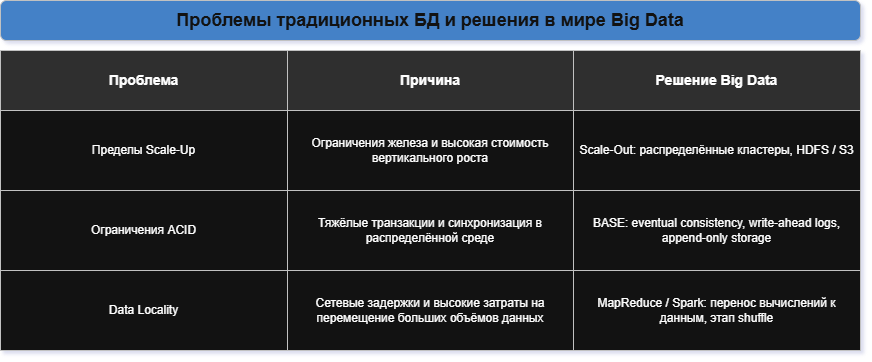 Проблемы традиционных БД и решения в мире Big Data
Проблема
Причина
Решение Big Data
Пределы Scale-Up
Ограничения железа и высокая стоимость
вертикального роста
Scale-Out: распределённые кластеры, HDFS / S3
Ограничения ACID
Тяжёлые транзакции и синхронизация в
распределённой среде
BASE: eventual consistency, write-ahead logs,
append-only storage
Data Locality
Сетевые задержки и высокие затраты на
перемещение больших объёмов данных
MapReduce / Spark: перенос вычислений к
данным, этап shuffle